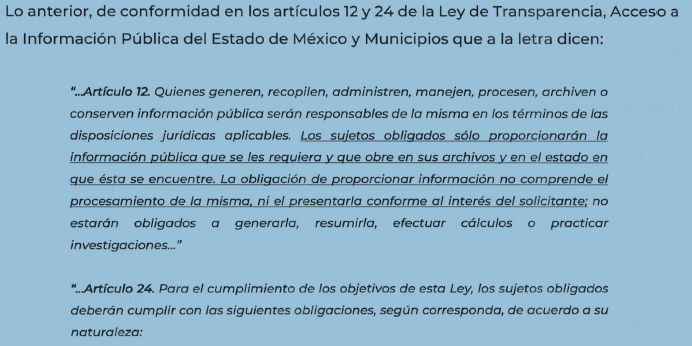 Lo anterior, de conformidad en los artículos 12 y 24 de la Ley de Transparencia, Acceso a
la Información Pública del Estado de México y Municipios que a la letra dicen:
“...Artículo 12. Quienes generen, recopilen, administren, manejen, procesen, archiven o
conserven información pública serán responsables de la misma en los términos de las
disposiciones jurídicas aplicables. Los sujetos obligados sólo proporcionarán la
información pública que se les requiera y que obre en sus archivos y en el estado en
que ésta se encuentre. La obligación de proporcionar información no comprende el
procesamiento de la misma, ni el presentarla conforme al interés del solicitante; no
estarán obligados a generarla, resumirla, efectuar cálculos o practicar
investigaciones...”
“...Artículo 24. Para el cumplimiento de los objetivos de esta Ley, los sujetos obligados
deberán cumplir con las siguientes obligaciones, según corresponda, de acuerdo a su
naturaleza: